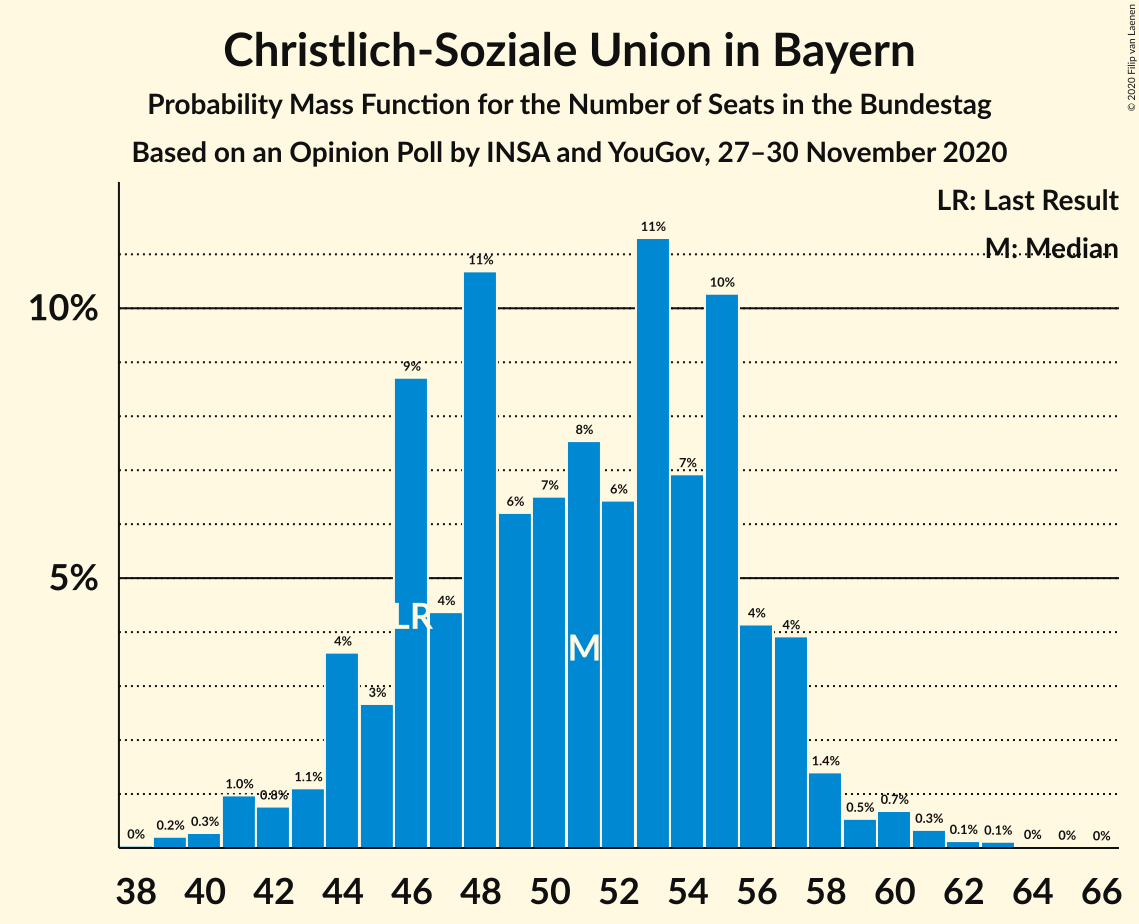 Christlich-Soziale Union in Bayern
Probability Mass Function for the Number of Seats in the Bundestag
Based on an Opinion Poll by INSA and YouGov, 27–30 November 2020
© 2020 Filip van Laenen
LR: Last Result
M: Median
10%
5%
0% 0.2% 0.3% 1.0% 0.8% 1.1% 4% 3% 9% 4% 11% 6% 7% 8% 6% 11% 7% 10% 4% 4% 1.4% 0.5% 0.7% 0.3% 0.1% 0.1% 0% 0% 0%
LR
M
38 40 42 44 46 48 50 52 54 56 58 60 62 64 66